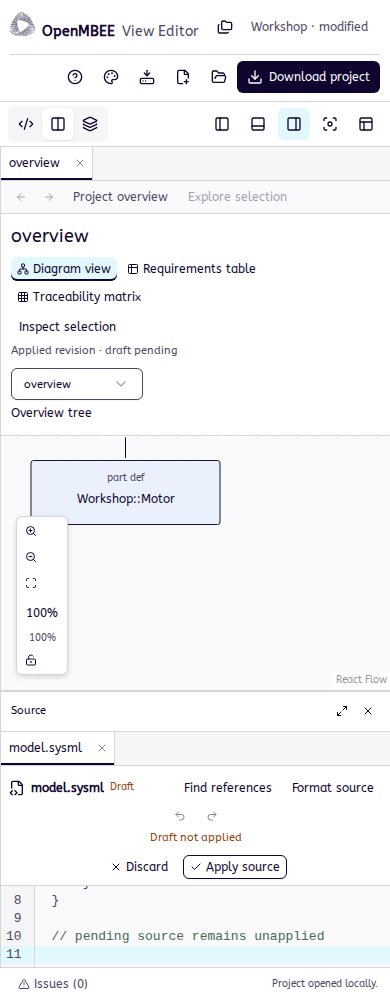 OpenMBEE View Editor Workshop · modified
Download project
overview
Project overview Explore selection
overview
Diagram view Requirements table
Traceability matrix
Inspect selection
Applied revision · draft pending
overview
Overview tree
part def
Workshop::Motor
100%
100%
React Flow
Source
model.sysml
model.sysml Draft Find references Format source
Draft not applied
Discard Apply source
8 }
9
10 // pending source remains unapplied
11
Issues (0) Project opened locally.